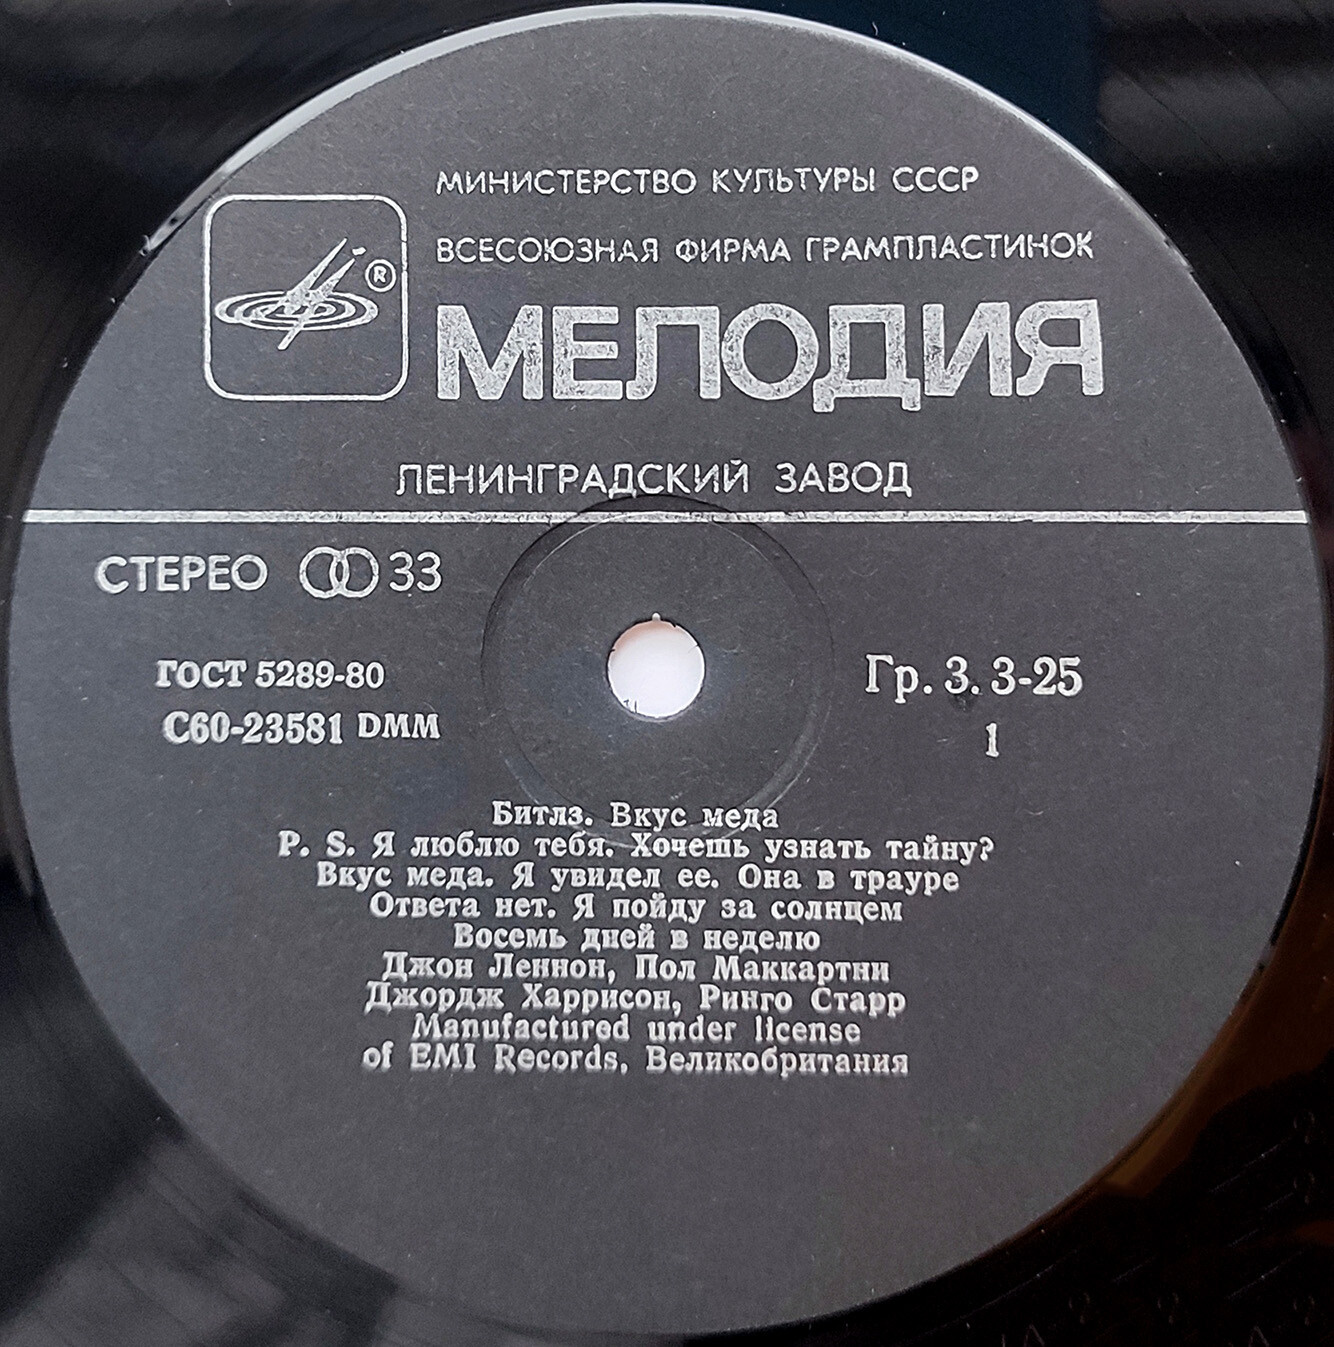 МИНИСТЕРСТВО КУЛЬТУРЫ СССР
ВСЕСОЮЗНАЯ ФИРМА ГРАМПЛАСТИНОК
®
МЕЛОДИЯ
ЛЕНИНГРАДСКИЙ ЗАВОД
СТЕРЕО 33
ГОСТ 5289-80
Гр. 3. 3-25
С60-23581 DMM
1
Битлз. Вкус меда
P. S. Я люблю тебя. Хочешь узнать тайну?
Вкус меда. Я увидел ее. Она в трауре
Ответа нет. Я пойду за солнцем
Восемь дней в неделю
Джон Леннон, Пол Маккартни
Джордж Харрисон, Ринго Старр
Manufactured under license
of EMI Records, Великобритания